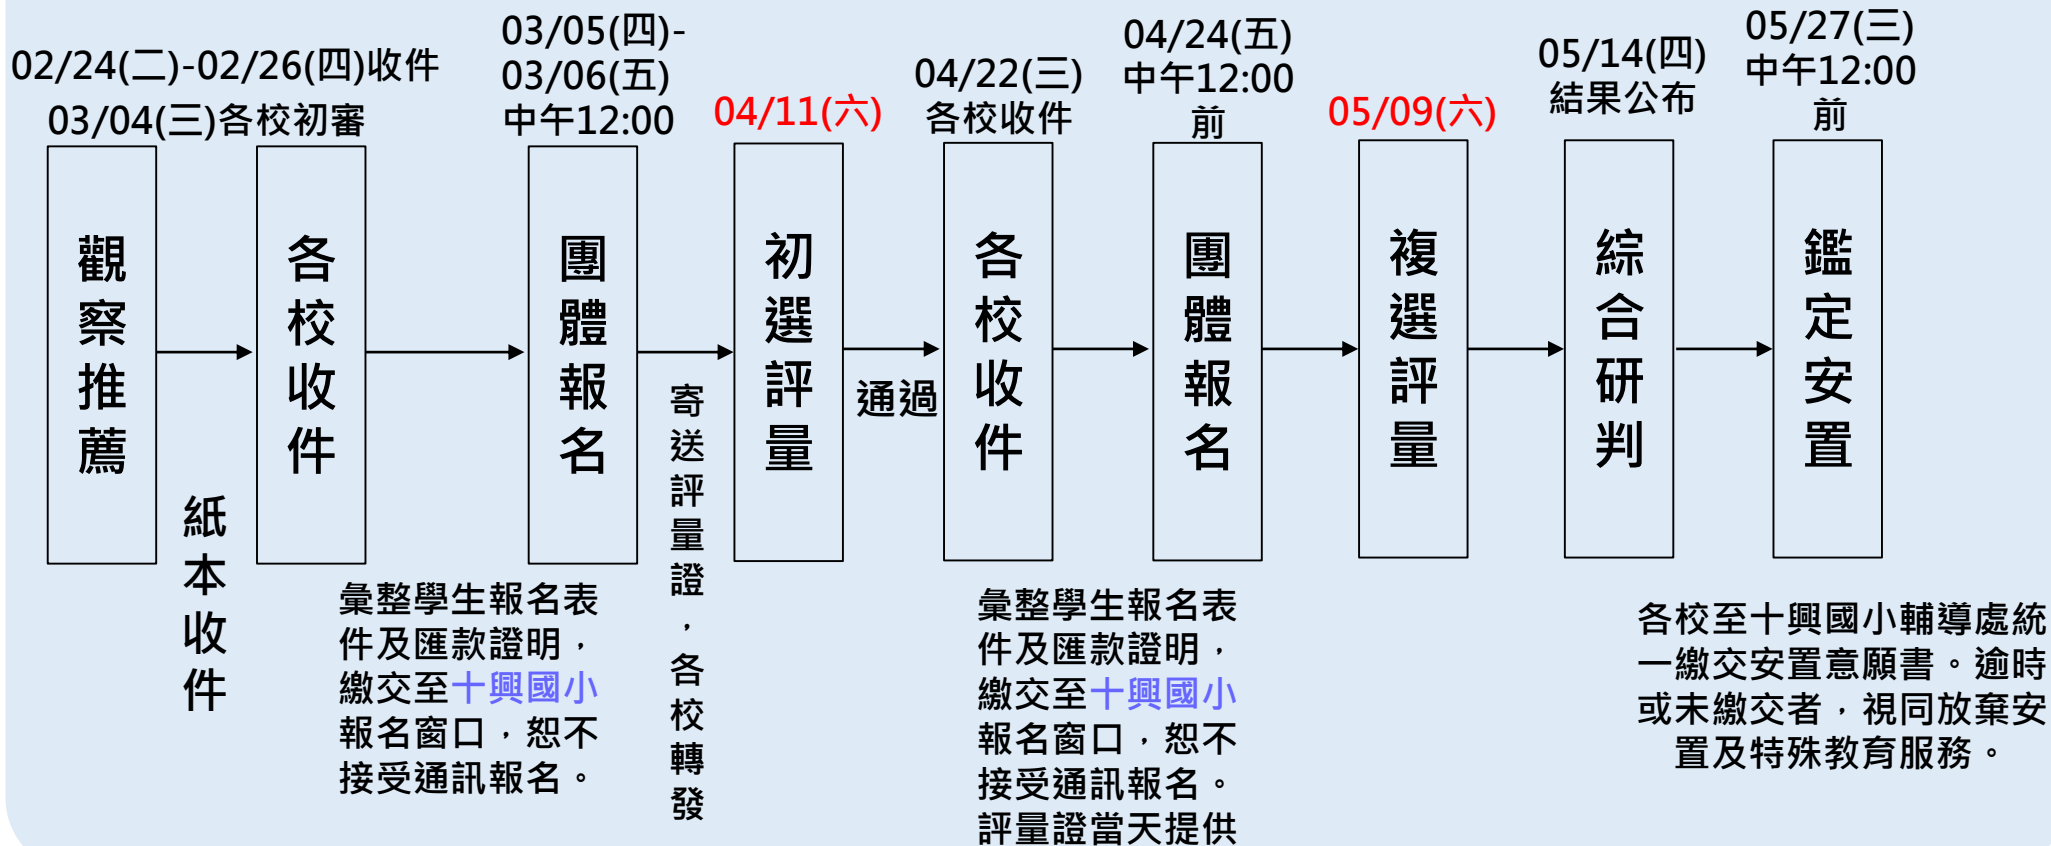 02/24(二)-02/26(四)收件
03/04(三)各校初審
03/05(四)-
03/06(五)
中午12:00
04/11(六)
04/22(三)
各校收件
04/24(五)
中午12:00
前
05/09(六)
05/14(四)
結果公布
05/27(三)
中午12:00
前
觀察推薦
紙本收件
各校收件
團體報名
寄送評量證，各校轉發
初選評量
通過
各校收件
團體報名
複選評量
綜合研判
鑑定安置
彙整學生報名表
件及匯款證明，
繳交至十興國小
報名窗口，恕不
接受通訊報名。
彙整學生報名表
件及匯款證明，
繳交至十興國小
報名窗口，恕不
接受通訊報名。
評量證當天提供
各校至十興國小輔導處統
一繳交安置意願書。逾時
或未繳交者，視同放棄安
置及特殊教育服務。